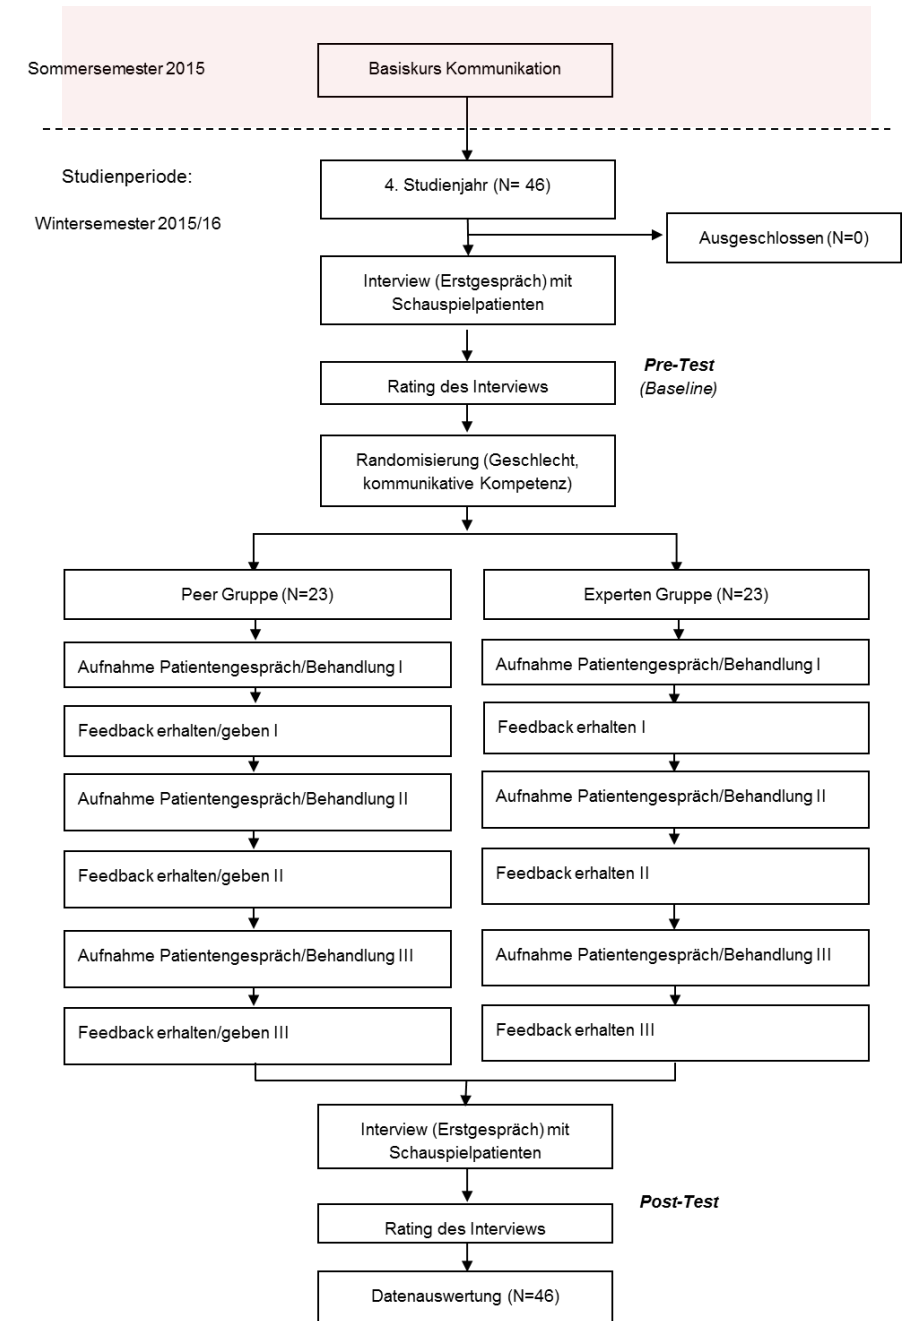 Sommersemester 2015
Basiskurs Kommunikation
Studienperiode:
Wintersemester 2015/16
4. Studienjahr (N= 46)
Ausgeschlossen (N=0)
Interview (Erstgespräch) mit
Schauspielpatienten
Rating des Interviews
Pre-Test
(Baseline)
Randomisierung (Geschlecht,
kommunikative Kompetenz)
Peer Gruppe (N=23)
Experten Gruppe (N=23)
Aufnahme Patientengespräch/Behandlung I
Aufnahme Patientengespräch/Behandlung I
Feedback erhalten/geben I
Feedback erhalten I
Aufnahme Patientengespräch/Behandlung II
Aufnahme Patientengespräch/Behandlung II
Feedback erhalten/geben II
Feedback erhalten II
Aufnahme Patientengespräch/Behandlung III
Aufnahme Patientengespräch/Behandlung III
Feedback erhalten/geben III
Feedback erhalten III
Interview (Erstgespräch) mit
Schauspielpatienten
Post-Test
Rating des Interviews
Datenauswertung (N=46)